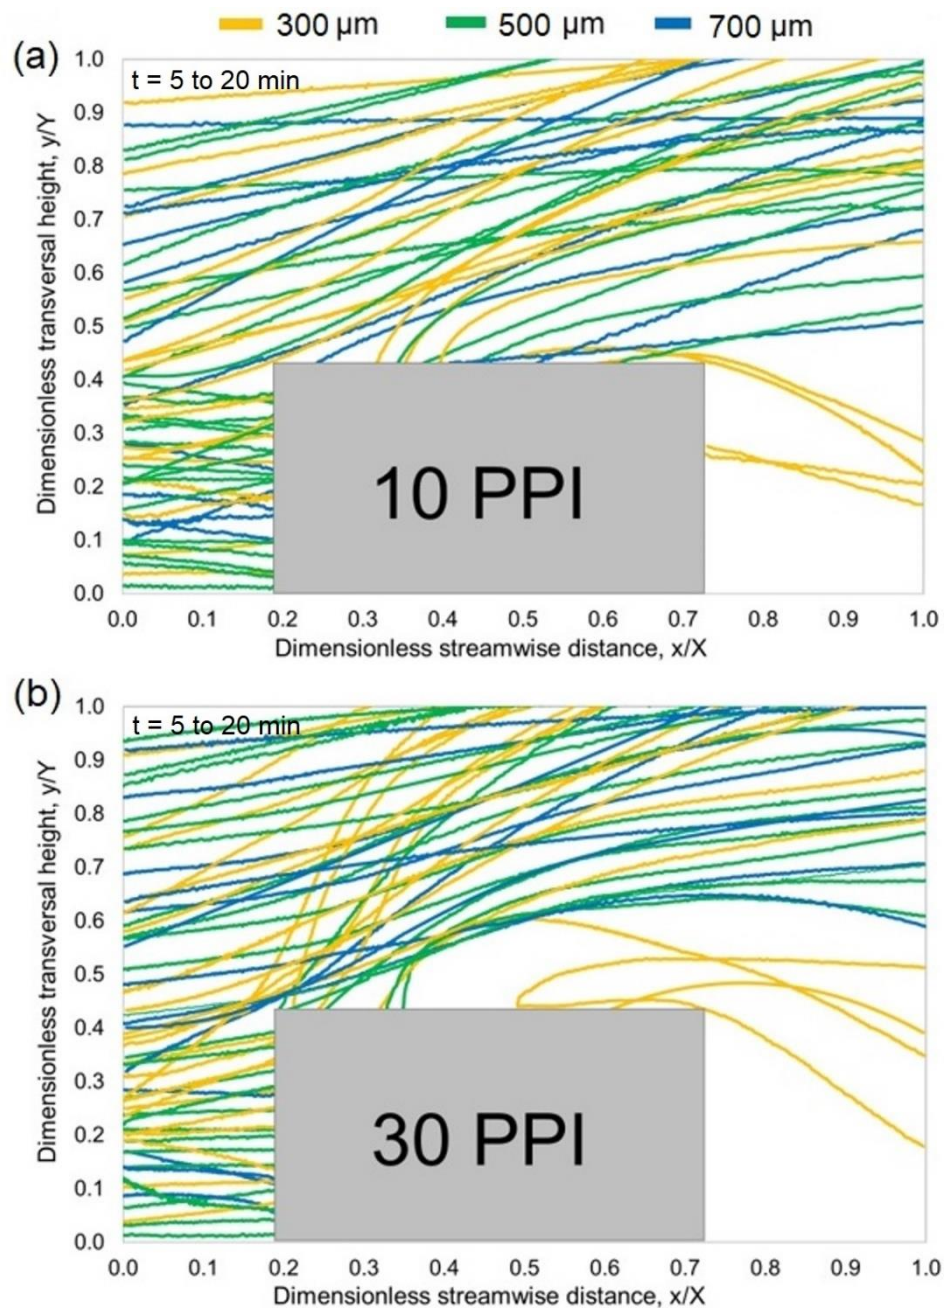 300 µm 500 µm 700 µm
(a)
t = 5 to 20 min
Dimensionless transversal height, y/Y
1.0
0.9
0.8
0.7
0.6
0.5
0.4
0.3
0.2
0.1
0.0
10 PPI
0.0 0.1 0.2 0.3 0.4 0.5 0.6 0.7 0.8 0.9 1.0
Dimensionless streamwise distance, x/X
(b)
t = 5 to 20 min
Dimensionless transversal height, y/Y
1.0
0.9
0.8
0.7
0.6
0.5
0.4
0.3
0.2
0.1
0.0
30 PPI
0.0 0.1 0.2 0.3 0.4 0.5 0.6 0.7 0.8 0.9 1.0
Dimensionless streamwise distance, x/X